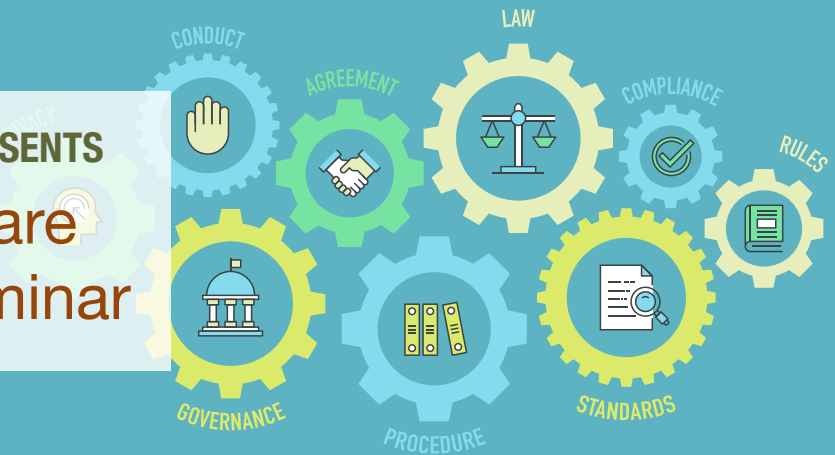 LAW
CONDUCT
AGREEMENT
COMPLIANCE
RULES
SENTS
are
minar
GOVERNANCE
STANDARDS
PROCEDURE